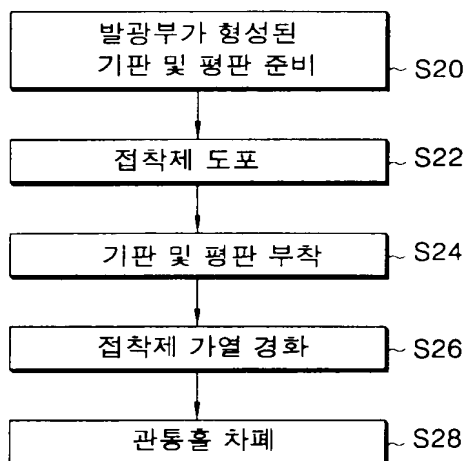 발광부가 형성된
기판 및 평판 준비
S20
접착제 도포
S22
기판 및 평판 부착
S24
접착제 가열 경화
S26
관통홀 차폐
S28